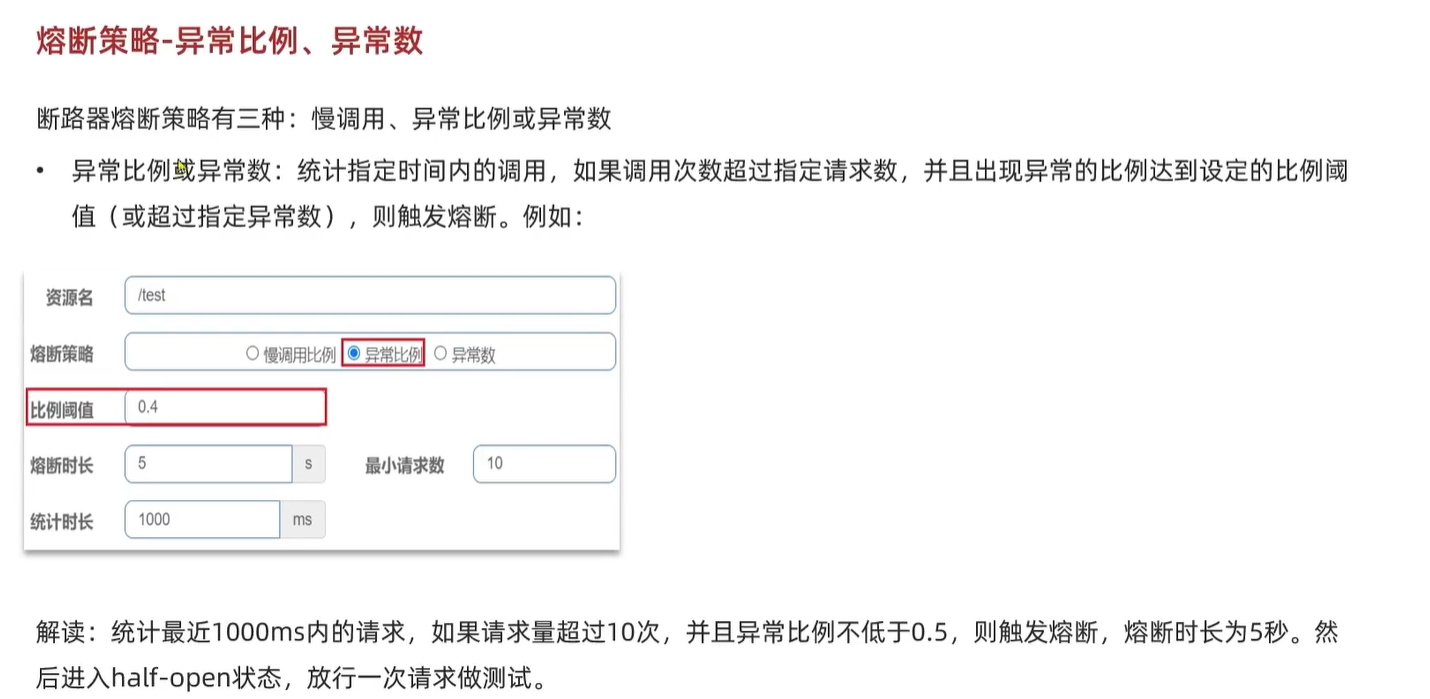 熔断策略-异常比例、异常数
断路器熔断策略有三种：慢调用、异常比例或异常数
• 异常比例或异常数：统计指定时间内的调用，如果调用次数超过指定请求数，并且出现异常的比例达到设定的比例阈
值（或超过指定异常数），则触发熔断。例如：
资源名 /test
熔断策略 慢调用比例 异常比例 异常数
比例阈值 0.4
熔断时长 5 s 最小请求数 10
统计时长 1000 ms
解读：统计最近1000ms内的请求，如果请求量超过10次，并且异常比例不低于0.5，则触发熔断，熔断时长为5秒。然
后进入half-open状态，放行一次请求做测试。